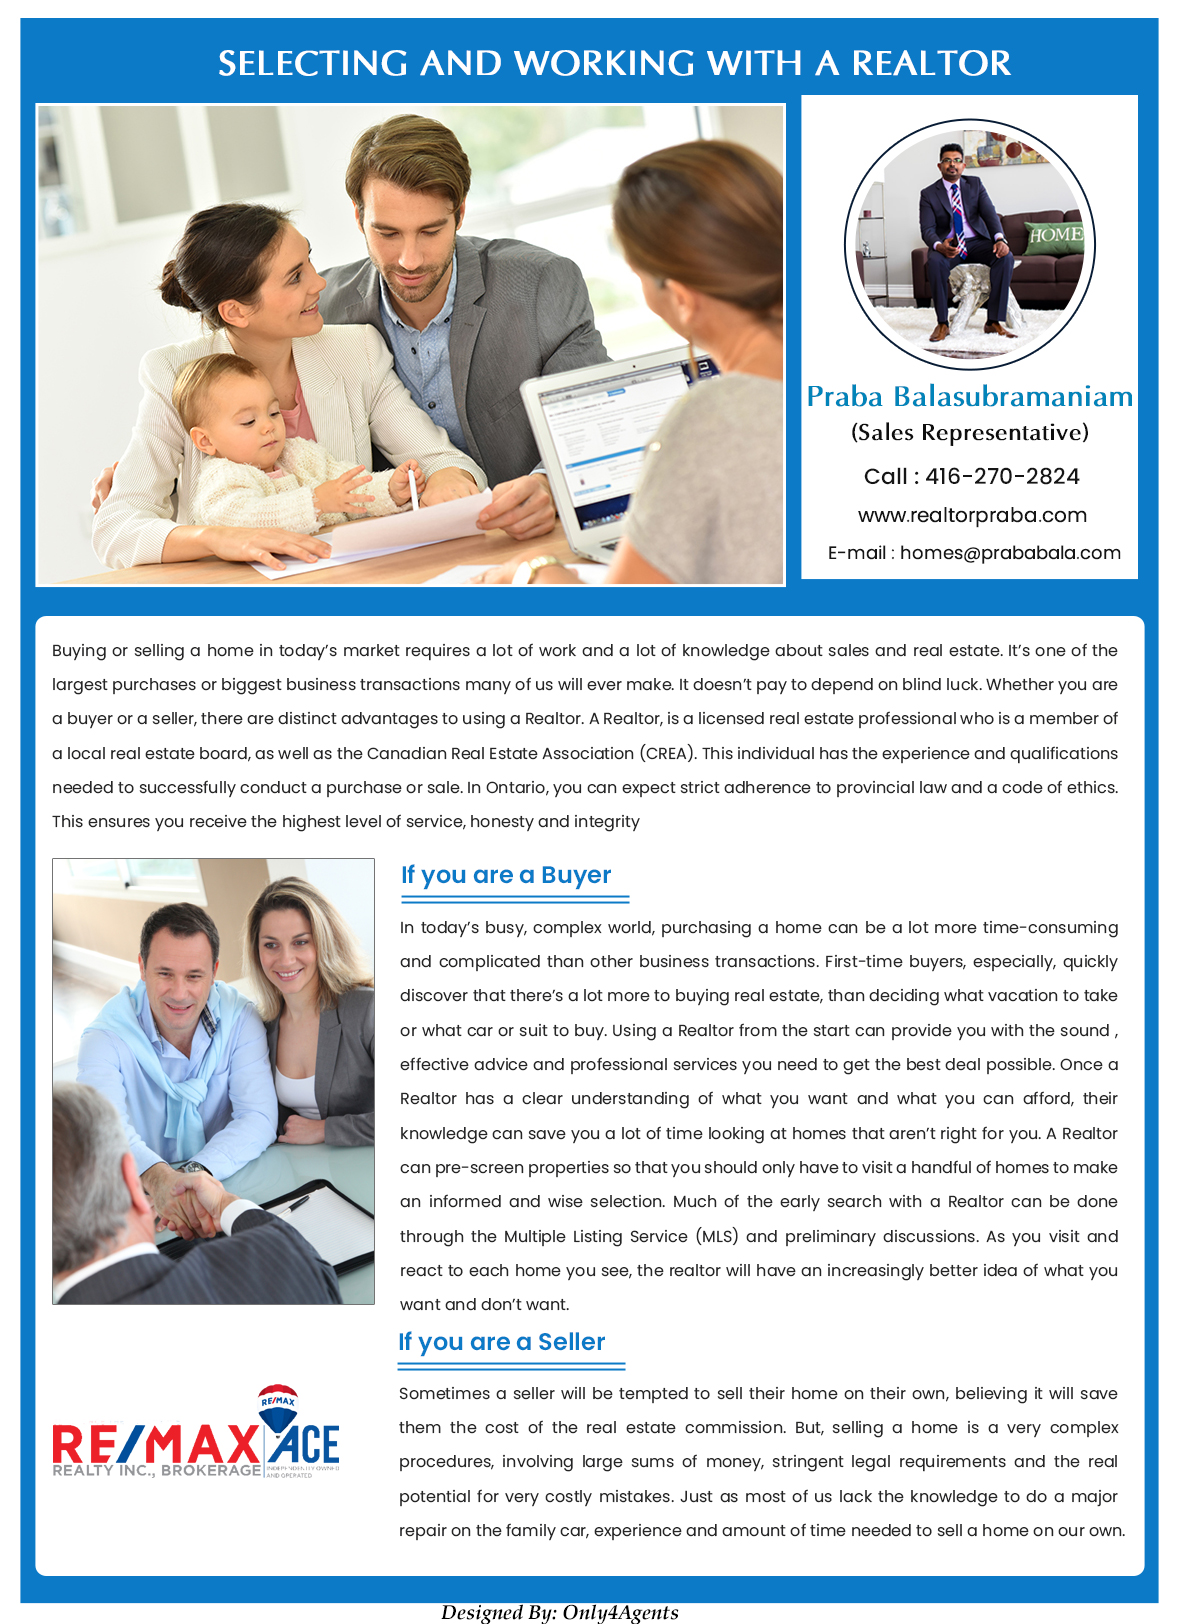 SELECTING AND WORKING WITH A REALTOR
HOME
Praba Balasubramaniam
(Sales Representative)
Call : 416-270-2824
www.realtorpraba.com
E-mail : homes@prababala.com
Buying or selling a home in today’s market requires a lot of work and a lot of knowledge about sales and real estate. It’s one of the
largest purchases or biggest business transactions many of us will ever make. It doesn’t pay to depend on blind luck. Whether you are
a buyer or a seller, there are distinct advantages to using a Realtor. A Realtor, is a licensed real estate professional who is a member of
a local real estate board, as well as the Canadian Real Estate Association (CREA). This individual has the experience and qualifications
needed to successfully conduct a purchase or sale. In Ontario, you can expect strict adherence to provincial law and a code of ethics.
This ensures you receive the highest level of service, honesty and integrity
If you are a Buyer
In today’s busy, complex world, purchasing a home can be a lot more time-consuming
and complicated than other business transactions. First-time buyers, especially, quickly
discover that there’s a lot more to buying real estate, than deciding what vacation to take
or what car or suit to buy. Using a Realtor from the start can provide you with the sound ,
effective advice and professional services you need to get the best deal possible. Once a
Realtor has a clear understanding of what you want and what you can afford, their
knowledge can save you a lot of time looking at homes that aren’t right for you. A Realtor
can pre-screen properties so that you should only have to visit a handful of homes to make
an informed and wise selection. Much of the early search with a Realtor can be done
through the Multiple Listing Service (MLS) and preliminary discussions. As you visit and
react to each home you see, the realtor will have an increasingly better idea of what you
want and don’t want.
If you are a Seller
Sometimes a seller will be tempted to sell their home on their own, believing it will save
them the cost of the real estate commission. But, selling a home is a very complex
procedures, involving large sums of money, stringent legal requirements and the real
potential for very costly mistakes. Just as most of us lack the knowledge to do a major
repair on the family car, experience and amount of time needed to sell a home on our own.
RE/MAX
RE/MAX ACE
REALTY INC., BROKERAGE
INDEPENDENTLY OWNED
AND OPERATED
Designed By: Only4Agents